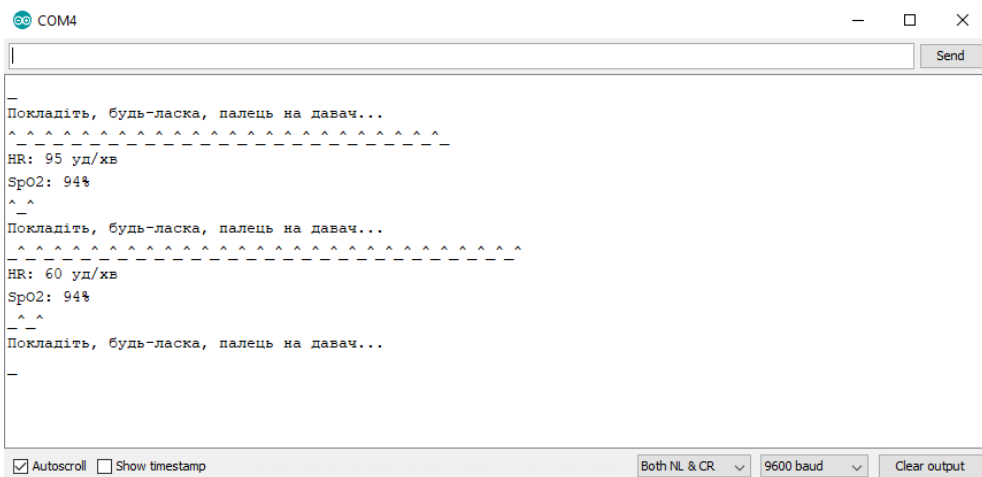 COM4
Send
_
Покладіть, будь-ласка, палець на давач...
^_^_^_^_^_^_^_^_^_^_^_^_^_^_^_^_^_^_^_^_^_^_^_^_
HR: 95 уд/хв
SpO2: 94%
^_^
Покладіть, будь-ласка, палець на давач...
_^_^_^_^_^_^_^_^_^_^_^_^_^_^_^_^_^_^_^_^_^_^_^_^_^_^_^_^
HR: 60 уд/хв
SpO2: 94%
_^_^
Покладіть, будь-ласка, палець на давач...
_
Autoscroll Show timestamp Both NL & CR 9600 baud Clear output